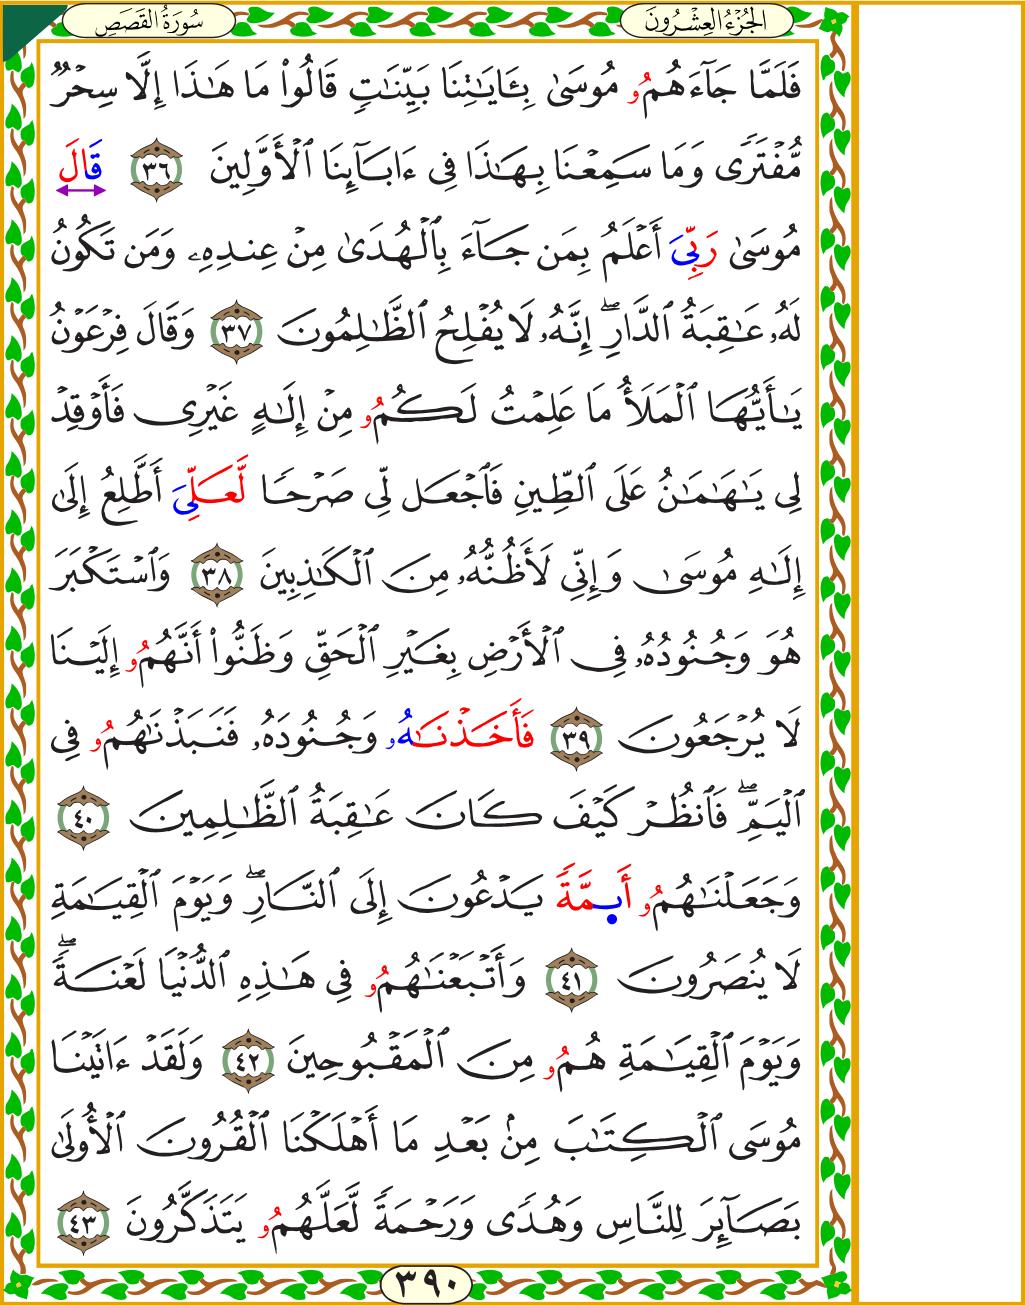 الجُزْءُ العِشْرُونَ
سُورَةُ القَصَصِ
فَلَمَّا جَآءَهُمُۥ مُوسَىٰ بِـَٔايَٰتِنَا بَيِّنَٰتٖ قَالُواْ مَا هَٰذَا إِلَّا سِحۡرٞ
مُّفۡتَرٗى وَمَا سَمِعۡنَا بِهَٰذَا فِي ءَابَآئِنَا ٱلۡأَوَّلِينَ ٣٦ قَالَ
مُوسَىٰ رَبِّيَ أَعۡلَمُ بِمَن جَآءَ بِٱلۡهُدَىٰ مِنۡ عِندِهِۦ وَمَن تَكُونُ
لَهُۥ عَٰقِبَةُ ٱلدَّارِۖ إِنَّهُۥ لَا يُفۡلِحُ ٱلظَّٰلِمُونَ ٣٧ وَقَالَ فِرۡعَوۡنُ
يَٰٓأَيُّهَا ٱلۡمَلَأُ مَا عَلِمۡتُ لَكُمُۥ مِنۡ إِلَٰهٍ غَيۡرِي فَأَوۡقِدۡ
لِي يَٰهَٰمَٰنُ عَلَى ٱلطِّينِ فَٱجۡعَل لِّي صَرۡحٗا لَّعَلِّيَ أَطَّلِعُ إِلَىٰ
إِلَٰهِ مُوسَىٰ وَإِنِّي لَأَظُنُّهُۥ مِنَ ٱلۡكَٰذِبِينَ ٣٨ وَٱسۡتَكۡبَرَ
هُوَ وَجُنُودُهُۥ فِي ٱلۡأَرۡضِ بِغَيۡرِ ٱلۡحَقِّ وَظَنُّوٓاْ أَنَّهُمُۥ إِلَيۡنَا
لَا يُرۡجَعُونَ ٣٩ فَأَخَذۡنَٰهُۥ وَجُنُودَهُۥ فَنَبَذۡنَٰهُمُۥ فِي
ٱلۡيَمِّۖ فَٱنظُرۡ كَيۡفَ كَانَ عَٰقِبَةُ ٱلظَّٰلِمِينَ ٤٠
وَجَعَلۡنَٰهُمُۥ أَىِٕمَّةٗ يَدۡعُونَ إِلَى ٱلنَّارِۖ وَيَوۡمَ ٱلۡقِيَٰمَةِ
لَا يُنصَرُونَ ٤١ وَأَتۡبَعۡنَٰهُمُۥ فِي هَٰذِهِ ٱلدُّنۡيَا لَعۡنَةٗۖ
وَيَوۡمَ ٱلۡقِيَٰمَةِ هُمُۥ مِنَ ٱلۡمَقۡبُوحِينَ ٤٢ وَلَقَدۡ ءَاتَيۡنَا
مُوسَى ٱلۡكِتَٰبَ مِنۢ بَعۡدِ مَا أَهۡلَكۡنَا ٱلۡقُرُونَ ٱلۡأُولَىٰ
بَصَآئِرَ لِلنَّاسِ وَهُدٗى وَرَحۡمَةٗ لَّعَلَّهُمُۥ يَتَذَكَّرُونَ ٤٣
٣٩٠